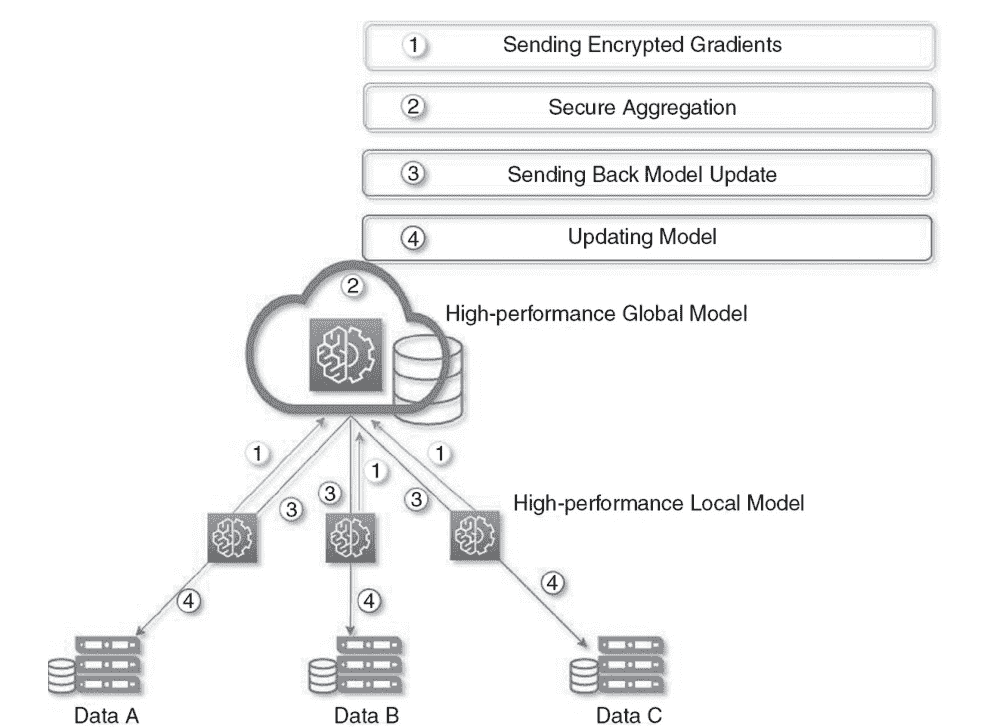 1 Sending Encrypted Gradients
2 Secure Aggregation
3 Sending Back Model Update
4 Updating Model
2
High-performance Global Model
1
1
1
3
3
3
High-performance Local Model
4
4
4
Data A
Data B
Data C